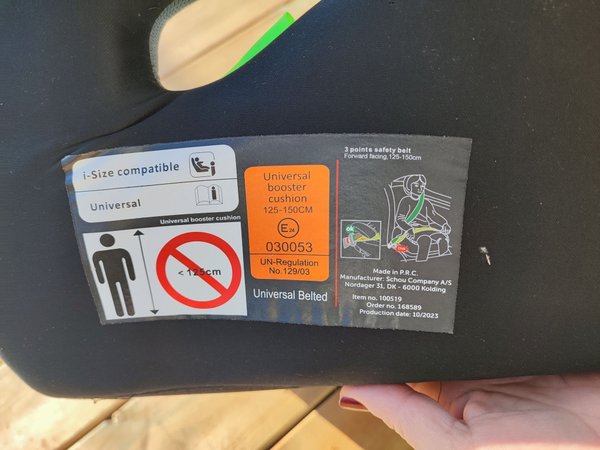 i-Size compatible
Universal
Universal booster cushion
< 125cm
Universal
booster
cushion
125-150CM
E24
030053
UN-Regulation
No.129/03
Universal Belted
3 points safety belt
Forward facing, 125-150cm
OK
Made in P.R.C.
Manufacturer: Schou Company A/S
Nordager 31, DK - 6000 Kolding
Item no. 100519
Order no. 168589
Production date: 10/2023